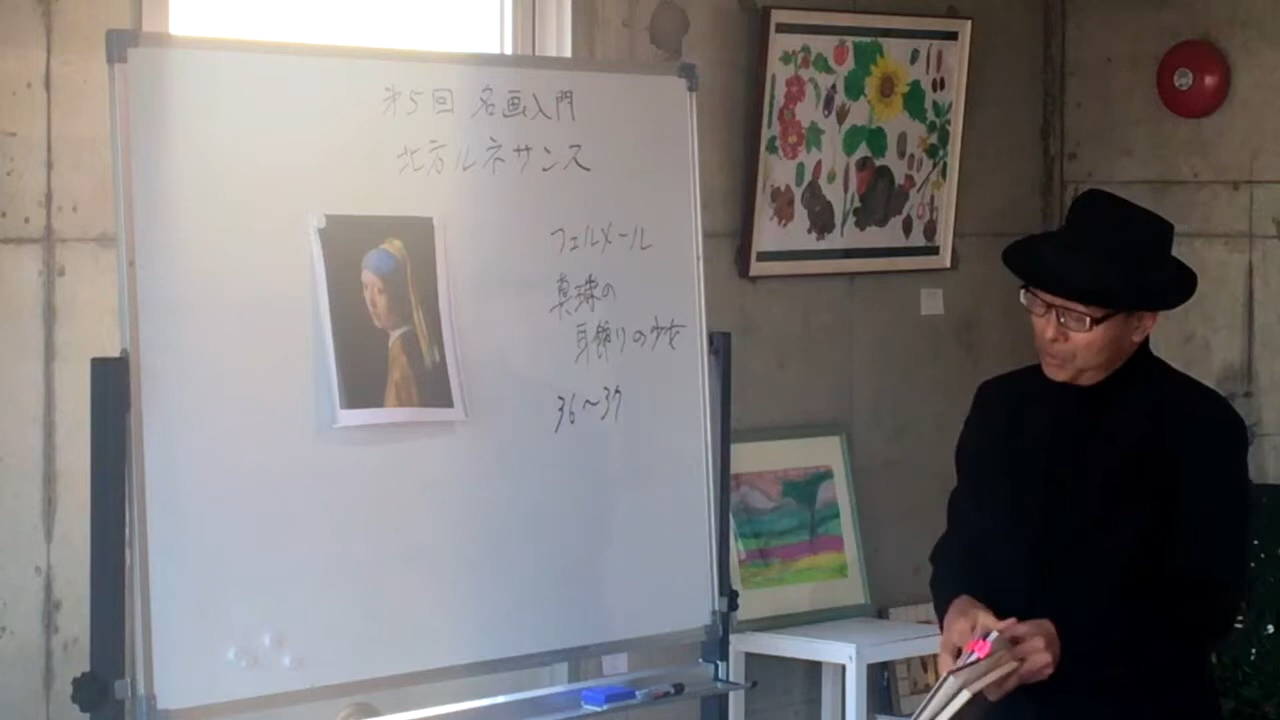 第5回 名画入門
北方ルネサンス
フェルメール
真珠の
耳飾りの少女
36～37